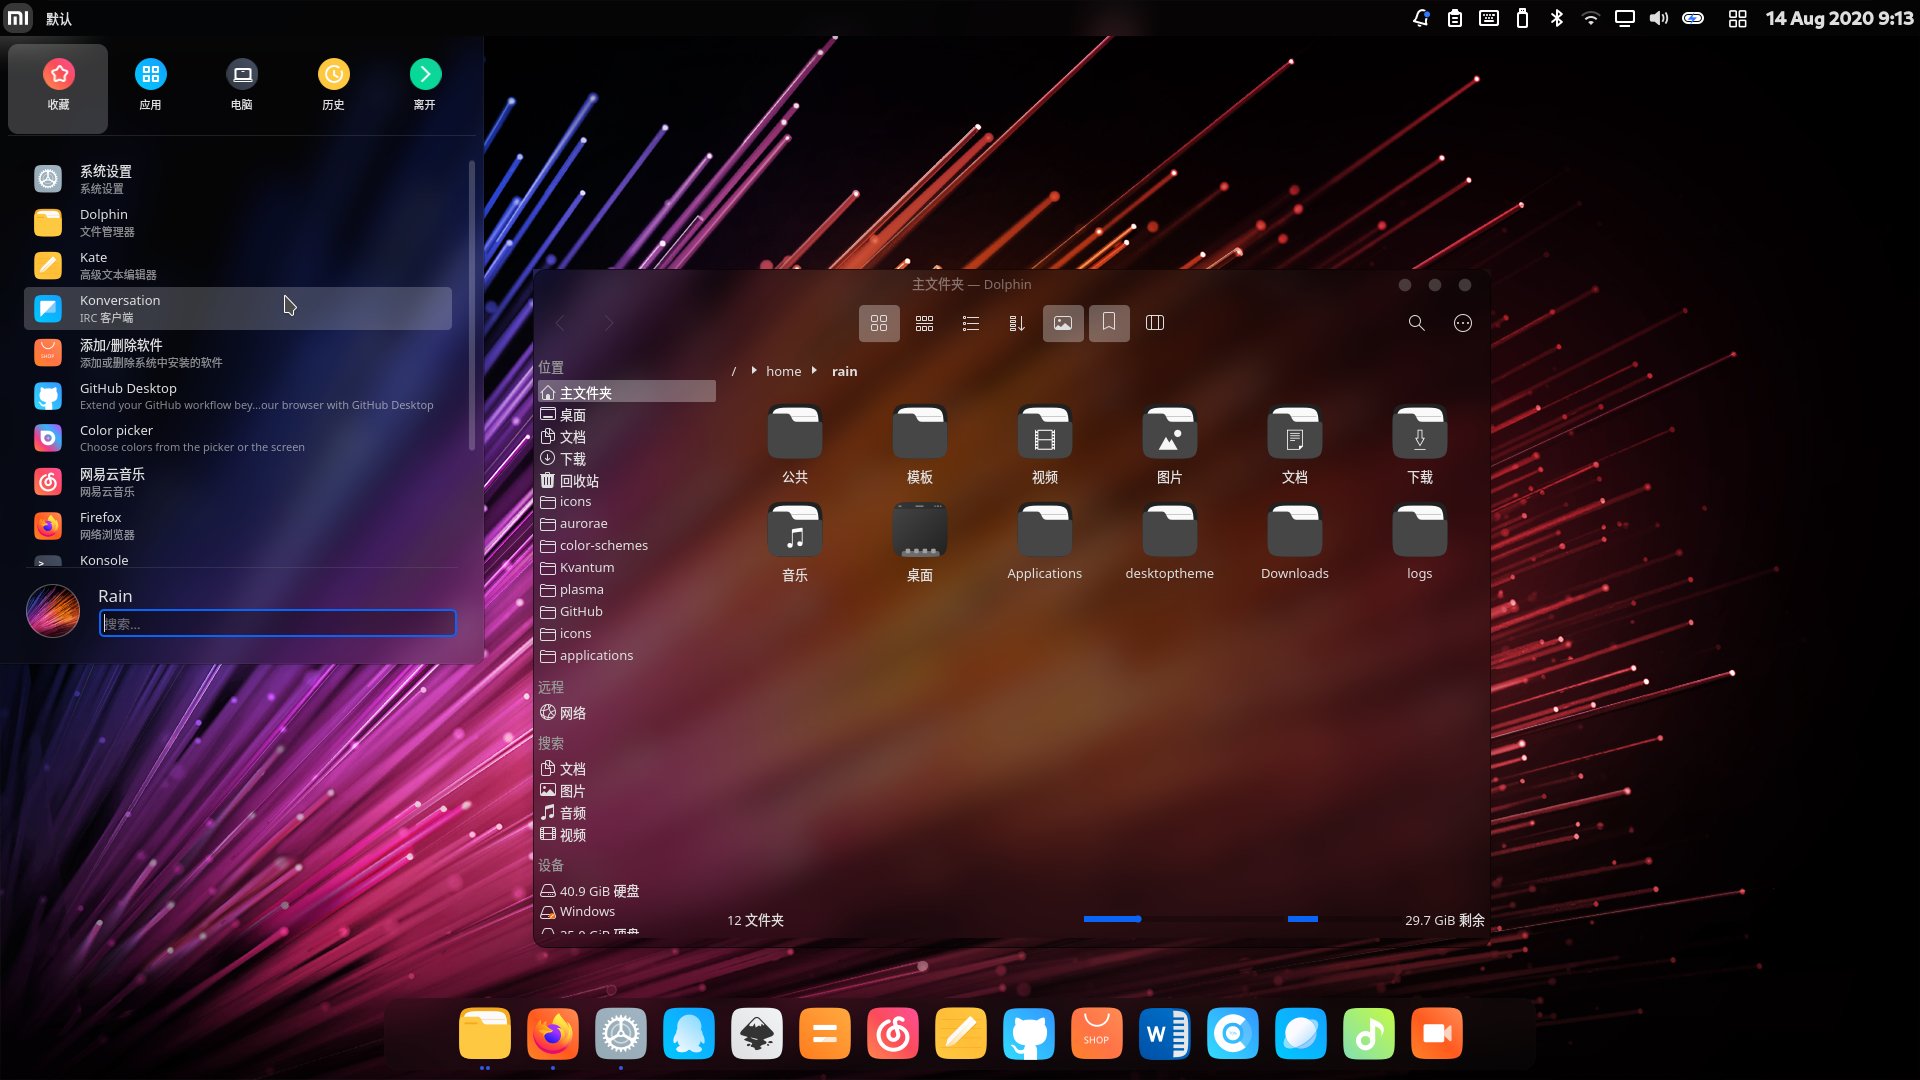 mi 默认
14 Aug 2020 9:13
收藏
应用
电脑
历史
离开
系统设置
系统设置
Dolphin
文件管理器
Kate
高级文本编辑器
Konversation
IRC 客户端
添加/删除软件
添加或删除系统中安装的软件
GitHub Desktop
Extend your GitHub workflow bey...our browser with GitHub Desktop
Color picker
Choose colors from the picker or the screen
网易云音乐
网易云音乐
Firefox
网络浏览器
Konsole
Rain
搜索...
主文件夹 — Dolphin
位置
主文件夹
桌面
文档
下载
回收站
icons
aurorae
color-schemes
Kvantum
plasma
GitHub
icons
applications
远程
网络
搜索
文档
图片
音频
视频
设备
40.9 GiB 硬盘
Windows
/ home rain
公共
模板
视频
图片
文档
下载
音乐
桌面
Applications
desktoptheme
Downloads
logs
12 文件夹
29.7 GiB 剩余
SHOP
W